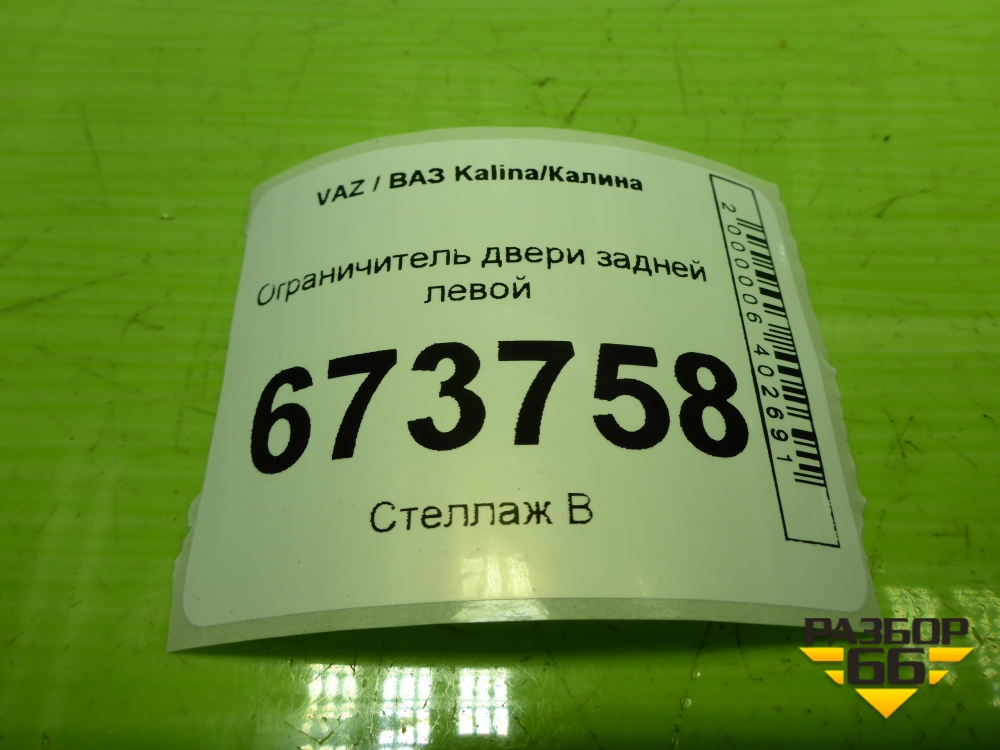 VAZ / ВАЗ Kalina/Калина
Ограничитель двери задней
левой
673758
Стеллаж В
2000006402691
РАЗБОР
66